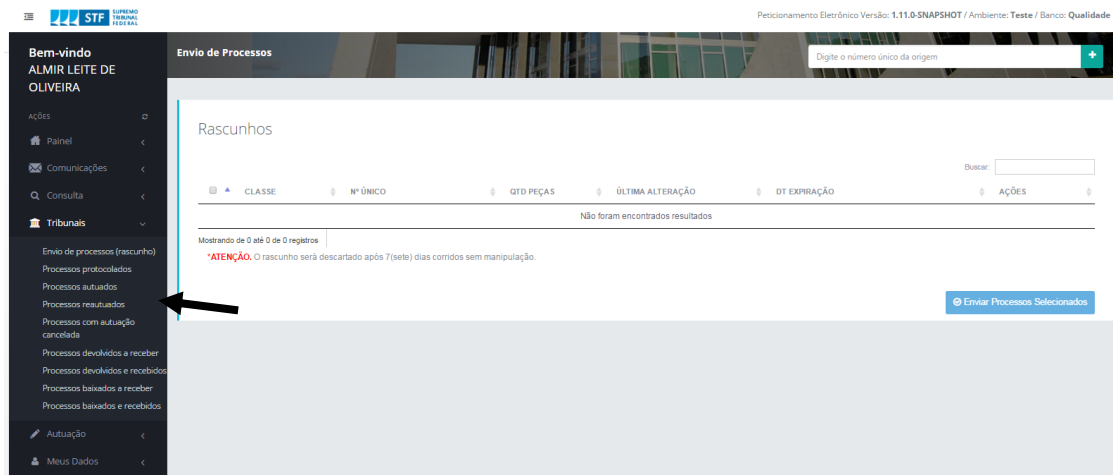 STF SUPREMO TRIBUNAL FEDERAL
Peticionamento Eletrônico Versão: 1.11.0-SNAPSHOT / Ambiente: Teste / Banco: Qualidade
Bem-vindo
ALMIR LEITE DE
OLIVEIRA
Envio de Processos
Digite o número único da origem
+
AÇÕES
Painel
Comunicações
Consulta
Tribunais
Envio de processos (rascunho)
Processos protocolados
Processos autuados
Processos reautuados
Processos com autuação
cancelada
Processos devolvidos a receber
Processos devolvidos e recebidos
Processos baixados a receber
Processos baixados e recebidos
Autuação
Meus Dados
Rascunhos
Buscar:
CLASSE Nº ÚNICO QTD PEÇAS ÚLTIMA ALTERAÇÃO DT EXPIRAÇÃO AÇÕES
Não foram encontrados resultados
Mostrando de 0 até 0 de 0 registros
*ATENÇÃO. O rascunho será descartado após 7(sete) dias corridos sem manipulação.
Enviar Processos Selecionados